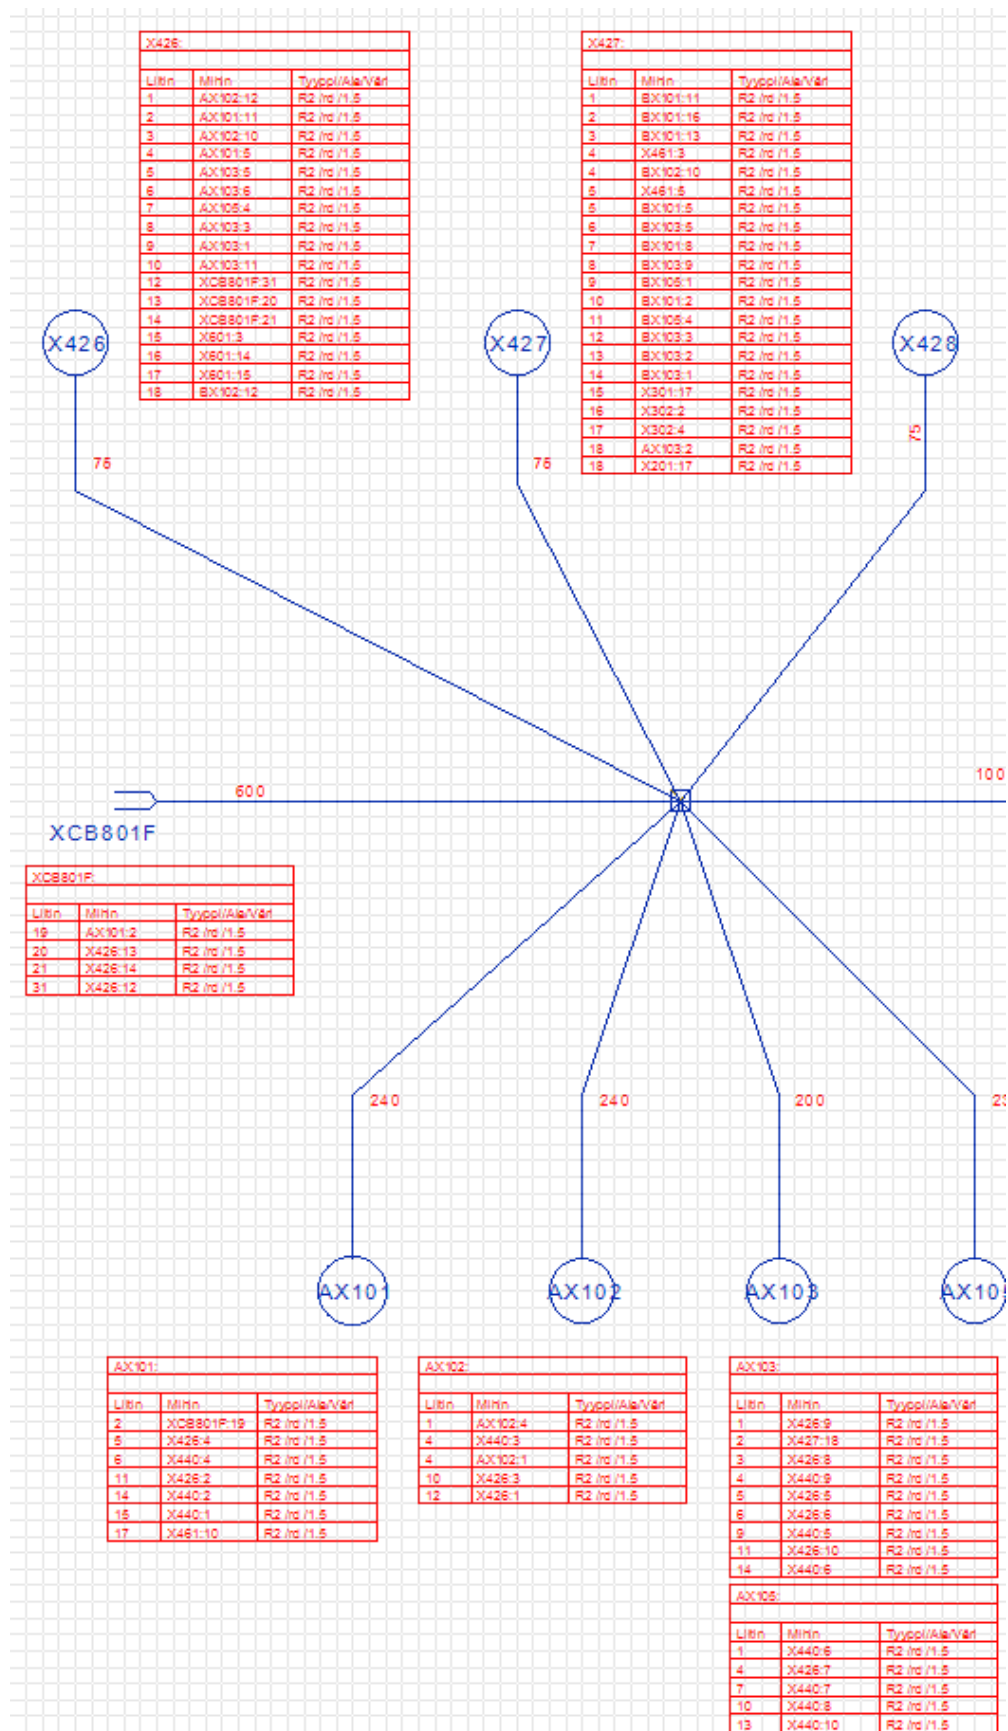 X426:
Liitin Mihin Tyyppi/Ala/Väri
1 AX102:12 R2 /rd /1.5
2 AX101:11 R2 /rd /1.5
3 AX102:10 R2 /rd /1.5
4 AX101:5 R2 /rd /1.5
5 AX103:5 R2 /rd /1.5
6 AX103:6 R2 /rd /1.5
7 AX105:4 R2 /rd /1.5
8 AX103:3 R2 /rd /1.5
9 AX103:1 R2 /rd /1.5
10 AX103:11 R2 /rd /1.5
12 XCB801F:31 R2 /rd /1.5
13 XCB801F:20 R2 /rd /1.5
14 XCB801F:21 R2 /rd /1.5
15 X601:3 R2 /rd /1.5
16 X601:14 R2 /rd /1.5
17 X601:15 R2 /rd /1.5
18 BX102:12 R2 /rd /1.5
X427:
Liitin Mihin Tyyppi/Ala/Väri
1 BX101:11 R2 /rd /1.5
2 BX101:16 R2 /rd /1.5
3 BX101:13 R2 /rd /1.5
4 X461:3 R2 /rd /1.5
4 BX102:10 R2 /rd /1.5
5 X461:5 R2 /rd /1.5
5 BX101:5 R2 /rd /1.5
6 BX103:5 R2 /rd /1.5
7 BX101:8 R2 /rd /1.5
8 BX103:9 R2 /rd /1.5
9 BX105:1 R2 /rd /1.5
10 BX101:2 R2 /rd /1.5
11 BX105:4 R2 /rd /1.5
12 BX103:3 R2 /rd /1.5
13 BX103:2 R2 /rd /1.5
14 BX103:1 R2 /rd /1.5
15 X301:17 R2 /rd /1.5
16 X302:2 R2 /rd /1.5
17 X302:4 R2 /rd /1.5
18 AX103:2 R2 /rd /1.5
18 X201:17 R2 /rd /1.5
X426
X427
X428
75
75
75
600
100
XCB801F
XCB801F:
Liitin Mihin Tyyppi/Ala/Väri
19 AX101:2 R2 /rd /1.5
20 X426:13 R2 /rd /1.5
21 X426:14 R2 /rd /1.5
31 X426:12 R2 /rd /1.5
240
240
200
AX101
AX102
AX103
AX105
AX101:
Liitin Mihin Tyyppi/Ala/Väri
2 XCB801F:19 R2 /rd /1.5
5 X426:4 R2 /rd /1.5
6 X440:4 R2 /rd /1.5
11 X426:2 R2 /rd /1.5
14 X440:2 R2 /rd /1.5
15 X440:1 R2 /rd /1.5
17 X461:10 R2 /rd /1.5
AX102:
Liitin Mihin Tyyppi/Ala/Väri
1 AX102:4 R2 /rd /1.5
4 X440:3 R2 /rd /1.5
4 AX102:1 R2 /rd /1.5
10 X426:3 R2 /rd /1.5
12 X426:1 R2 /rd /1.5
AX103:
Liitin Mihin Tyyppi/Ala/Väri
1 X426:9 R2 /rd /1.5
2 X427:18 R2 /rd /1.5
3 X426:8 R2 /rd /1.5
4 X440:9 R2 /rd /1.5
5 X426:5 R2 /rd /1.5
6 X426:6 R2 /rd /1.5
9 X440:5 R2 /rd /1.5
11 X426:10 R2 /rd /1.5
14 X440:6 R2 /rd /1.5
AX105:
Liitin Mihin Tyyppi/Ala/Väri
1 X440:6 R2 /rd /1.5
4 X426:7 R2 /rd /1.5
7 X440:7 R2 /rd /1.5
10 X440:8 R2 /rd /1.5
13 X440:10 R2 /rd /1.5